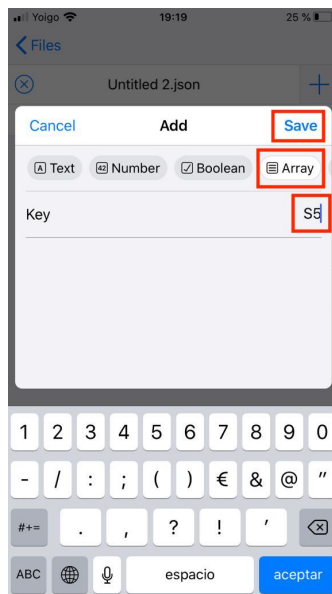 Yoigo 19:19 25 %
Files
Untitled 2.json
Cancel Add Save
A Text 42 Number Boolean Array
Key S5
1 2 3 4 5 6 7 8 9 0
- / : ; ( ) € & @ "
#+= . , ? ! '
ABC espacio aceptar